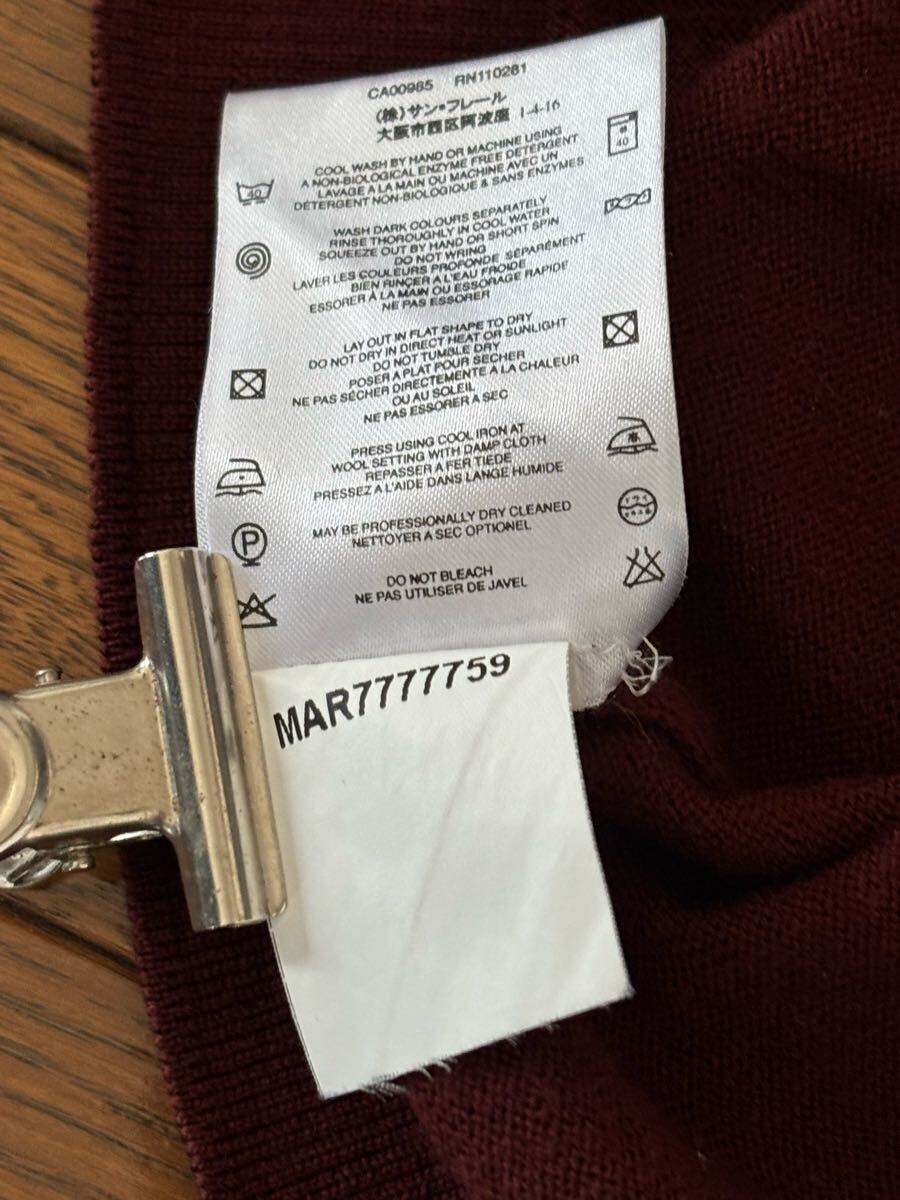 CA00985 RN110281
(株)サン・フレール
大阪市西区阿波座 1-4-16
COOL WASH BY HAND OR MACHINE USING
A NON-BIOLOGICAL ENZYME FREE DETERGENT
LAVAGE A LA MAIN OU MACHINE AVEC UN
DÉTERGENT NON-BIOLOGIQUE & SANS ENZYMES
40
40
WASH DARK COLOURS SEPARATELY
RINSE THOROUGHLY IN COOL WATER
SQUEEZE OUT BY HAND OR SHORT SPIN
DO NOT WRING
LAVER LES COULEURS PROFONDE SÉPARÉMENT
BIEN RINCER A L'EAU FROIDE
ESSORER À LA MAIN OU ESSORAGE RAPIDE
NE PAS ESSORER
LAY OUT IN FLAT SHAPE TO DRY
DO NOT DRY IN DIRECT HEAT OR SUNLIGHT
DO NOT TUMBLE DRY
POSER A PLAT POUR SÉCHER
NE PAS SÉCHER DIRECTEMENTE A LA CHALEUR
OU AU SOLEIL
NE PAS ESSORER A SEC
PRESS USING COOL IRON AT
WOOL SETTING WITH DAMP CLOTH
REPASSER A FER TIEDE
PRESSEZ A L'AIDE DANS LANGE HUMIDE
P
MAY BE PROFESSIONALLY DRY CLEANED
NETTOYER A SEC OPTIONEL
DO NOT BLEACH
NE PAS UTILISER DE JAVEL
MAR7777759